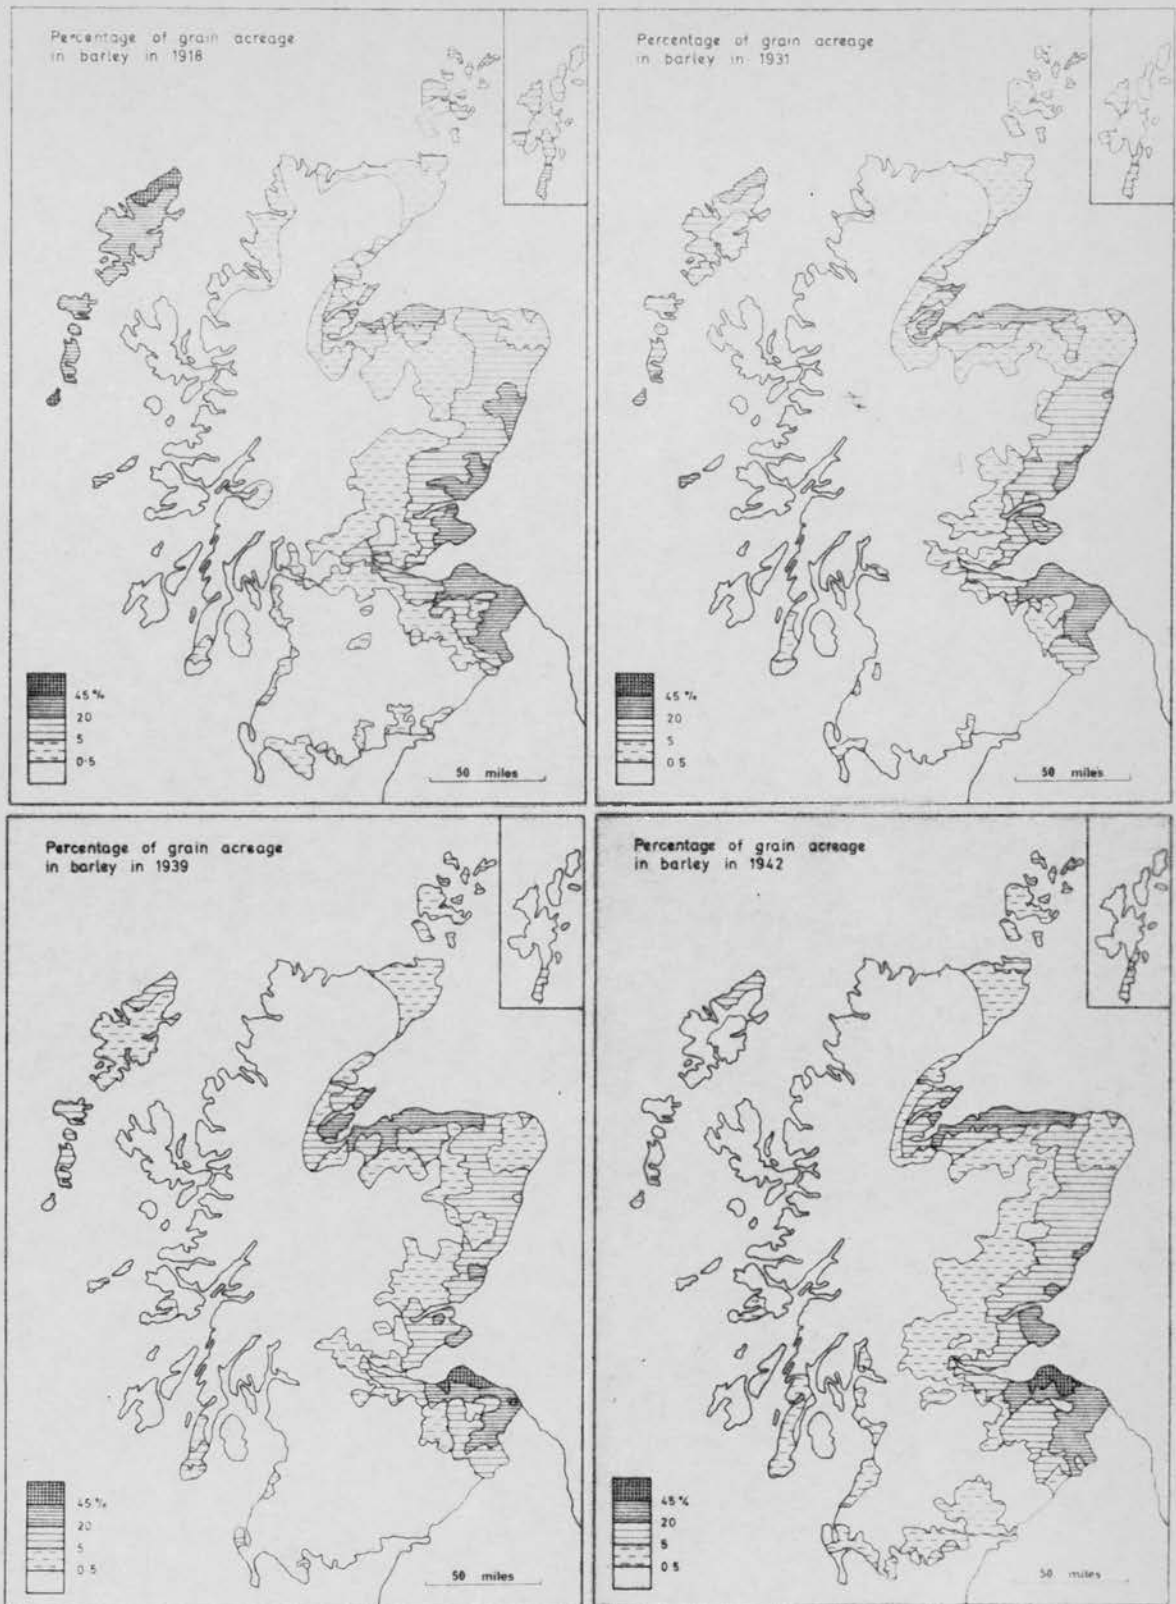 Percentage of grain acreage
in barley in 1918
45 %
20
5
0·5
50 miles
Percentage of grain acreage
in barley in 1931
45 %
20
5
0 5
50 miles
Percentage of grain acreage
in barley in 1939
45 %
20
5
0 5
50 miles
Percentage of grain acreage
in barley in 1942
45 %
20
5
0 5
50 miles